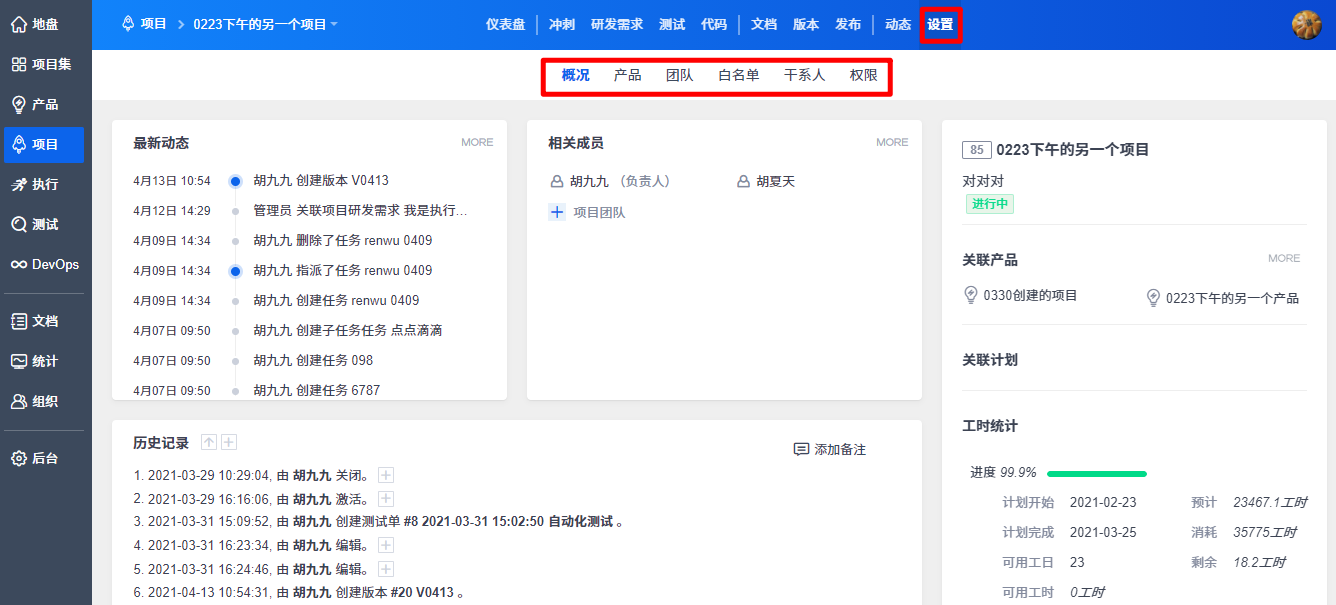 地盘
项目集
产品
项目
执行
测试
DevOps
文档
统计
组织
后台
项目 0223下午的另一个项目
仪表盘 冲刺 研发需求 测试 代码 文档 版本 发布 动态 设置
概况 产品 团队 白名单 干系人 权限
最新动态 MORE
4月13日 10:54 胡九九 创建版本 V0413
4月12日 14:29 管理员 关联项目研发需求 我是执行...
4月09日 14:34 胡九九 删除了任务 renwu 0409
4月09日 14:34 胡九九 指派了任务 renwu 0409
4月09日 14:34 胡九九 创建任务 renwu 0409
4月07日 09:50 胡九九 创建子任务任务 点点滴滴
4月07日 09:50 胡九九 创建任务 098
4月07日 09:50 胡九九 创建任务 6787
相关成员 MORE
胡九九 （负责人） 胡夏天
项目团队
历史记录 添加备注
1. 2021-03-29 10:29:04, 由 胡九九 关闭。
2. 2021-03-29 16:16:06, 由 胡九九 激活。
3. 2021-03-31 15:09:52, 由 胡九九 创建测试单 #8 2021-03-31 15:02:50 自动化测试 。
4. 2021-03-31 16:23:34, 由 胡九九 编辑。
5. 2021-03-31 16:24:46, 由 胡九九 编辑。
6. 2021-04-13 10:54:31, 由 胡九九 创建版本 #20 V0413 。
85 0223下午的另一个项目
对对对
进行中
关联产品 MORE
0330创建的项目 0223下午的另一个产品
关联计划
工时统计
进度 99.9%
计划开始 2021-02-23 预计 23467.1工时
计划完成 2021-03-25 消耗 35775工时
可用工日 23 剩余 18.2工时
可用工时 0工时